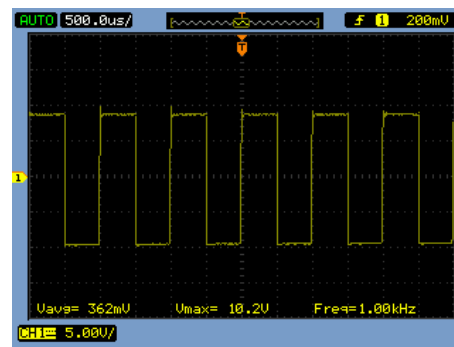 AUTO 500.0us/ ƒ 1 200mV
T
1
Vavg= 362mV Vmax= 10.2V Freq=1.00kHz
CH1 5.00V/